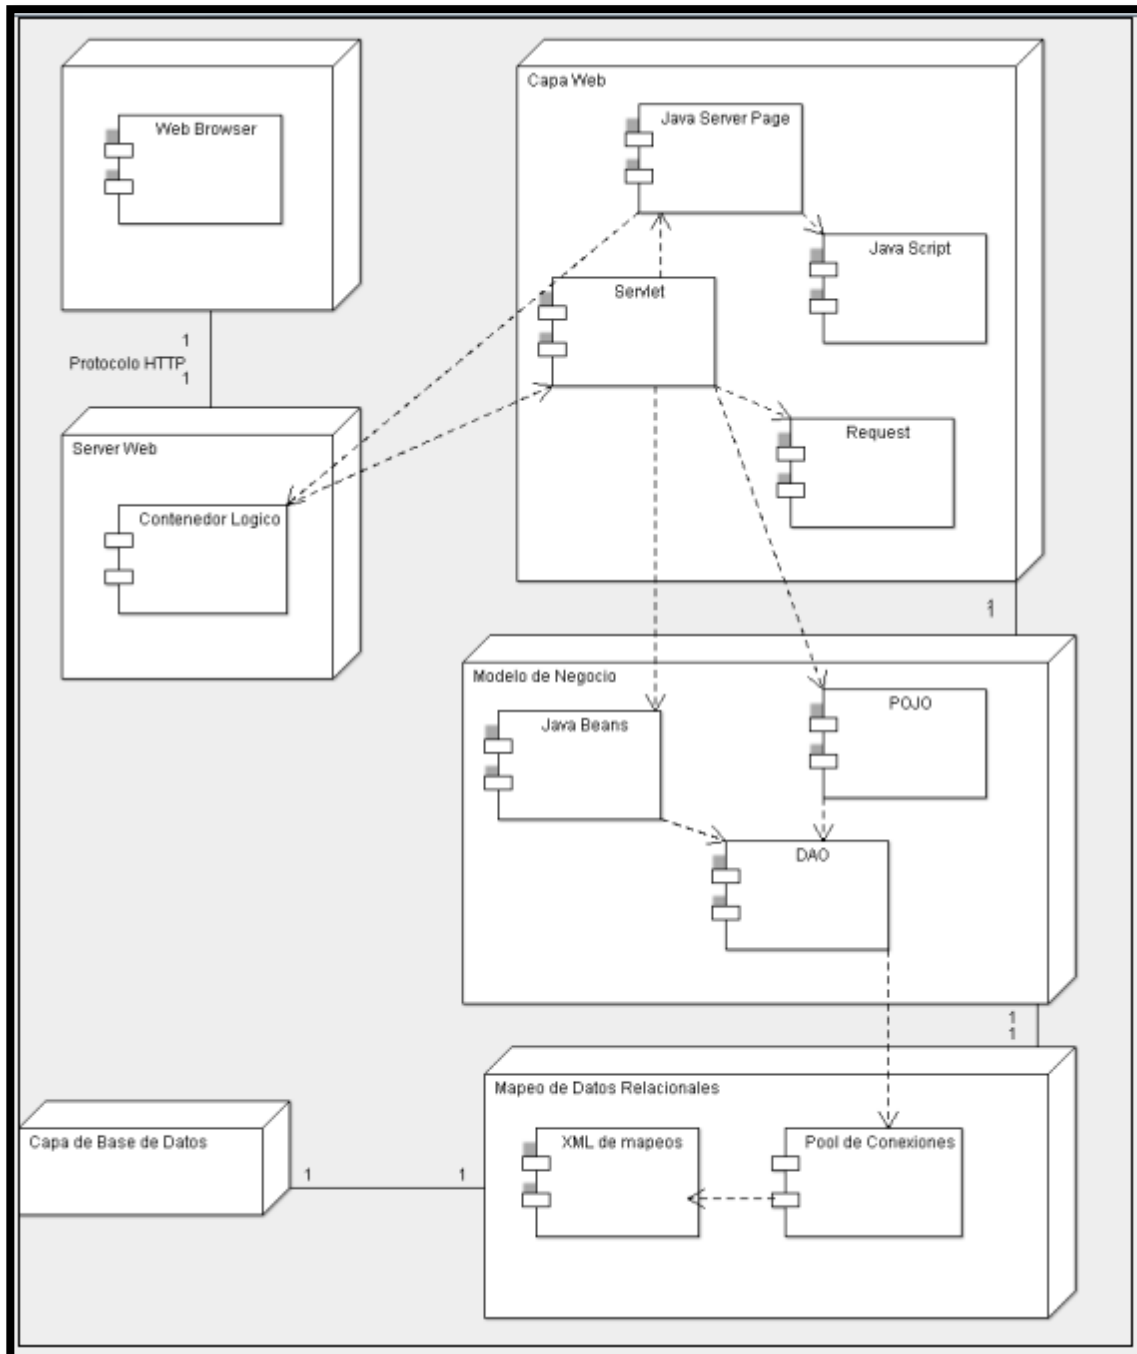 Web Browser
1
Protocolo HTTP
1
Server Web
Contenedor Logico
Capa Web
Java Server Page
Java Script
Servlet
Request
1
1
Modelo de Negocio
POJO
Java Beans
DAO
1
1
Mapeo de Datos Relacionales
XML de mapeos
Pool de Conexiones
Capa de Base de Datos
1
1